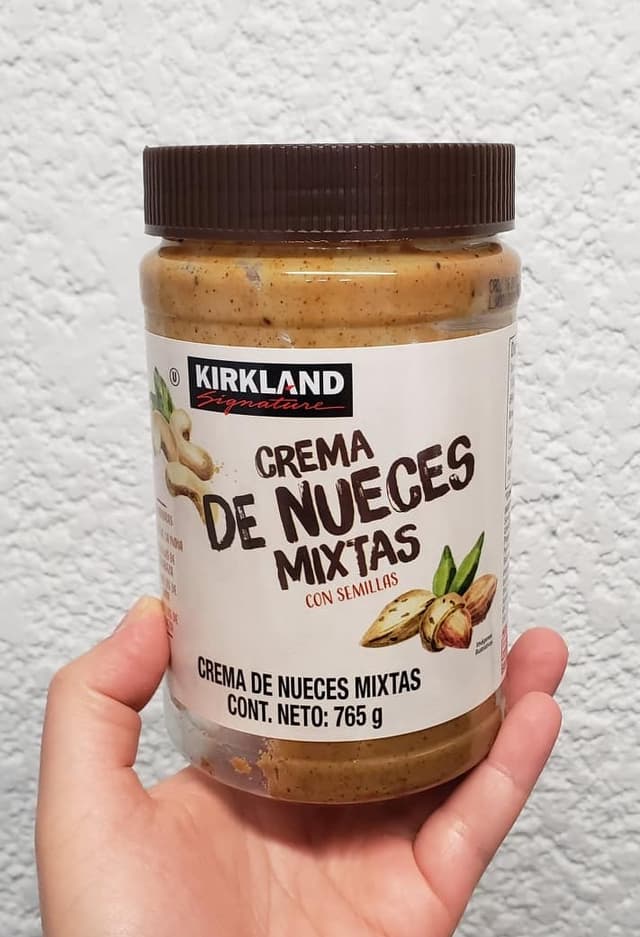 U
KIRKLAND
Signature
CREMA
DE NUECES
MIXTAS
CON SEMILLAS
CREMA DE NUECES MIXTAS
CONT. NETO: 765 g